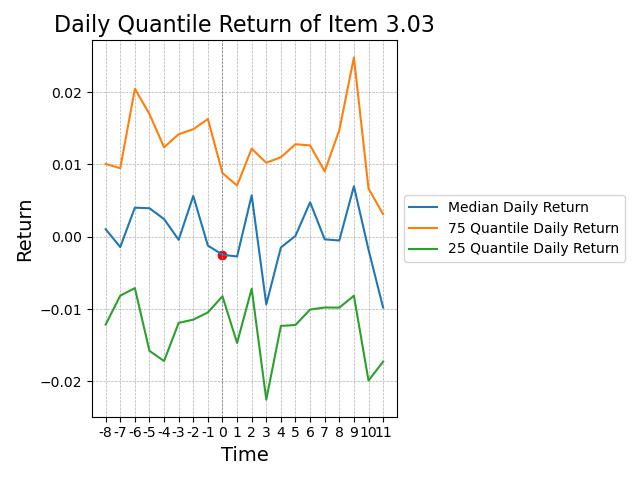 Daily Quantile Return of Item 3.03
Return
0.02
0.01
0.00
−0.01
−0.02
-8 -7 -6 -5 -4 -3 -2 -1 0 1 2 3 4 5 6 7 8 9 10 11
Time
Median Daily Return
75 Quantile Daily Return
25 Quantile Daily Return